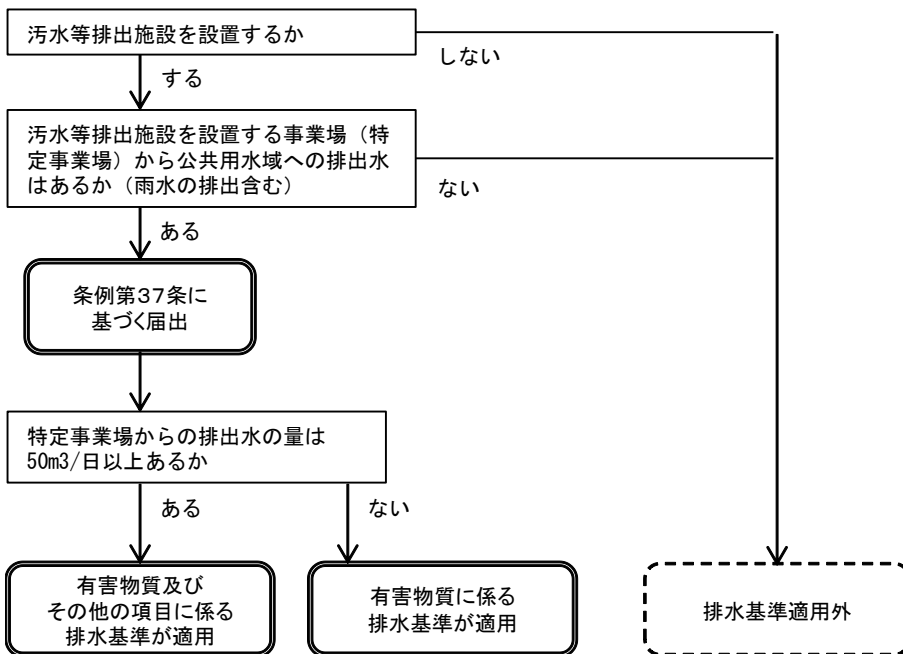 汚水等排出施設を設置するか
しない
する
汚水等排出施設を設置する事業場（特
定事業場）から公共用水域への排出水
はあるか（雨水の排出含む）
ない
ある
条例第３７条に
基づく届出
特定事業場からの排出水の量は
50m3/日以上あるか
ある
ない
有害物質及び
その他の項目に係る
排水基準が適用
有害物質に係る
排水基準が適用
排水基準適用外